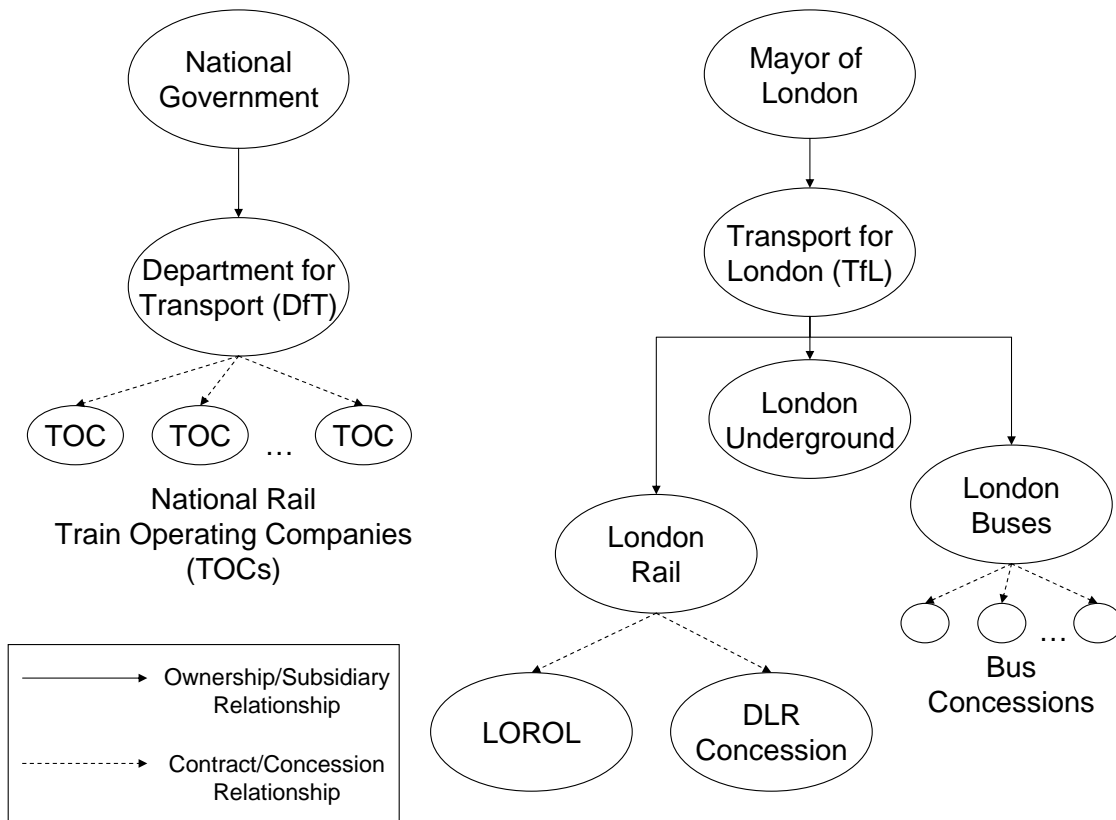 National
Government
Department for
Transport (DfT)
TOC
TOC
...
TOC
National Rail
Train Operating Companies
(TOCs)
Mayor of
London
Transport for
London (TfL)
London
Underground
London
Rail
London
Buses
...
Bus
Concessions
LOROL
DLR
Concession
Ownership/Subsidiary
Relationship
Contract/Concession
Relationship